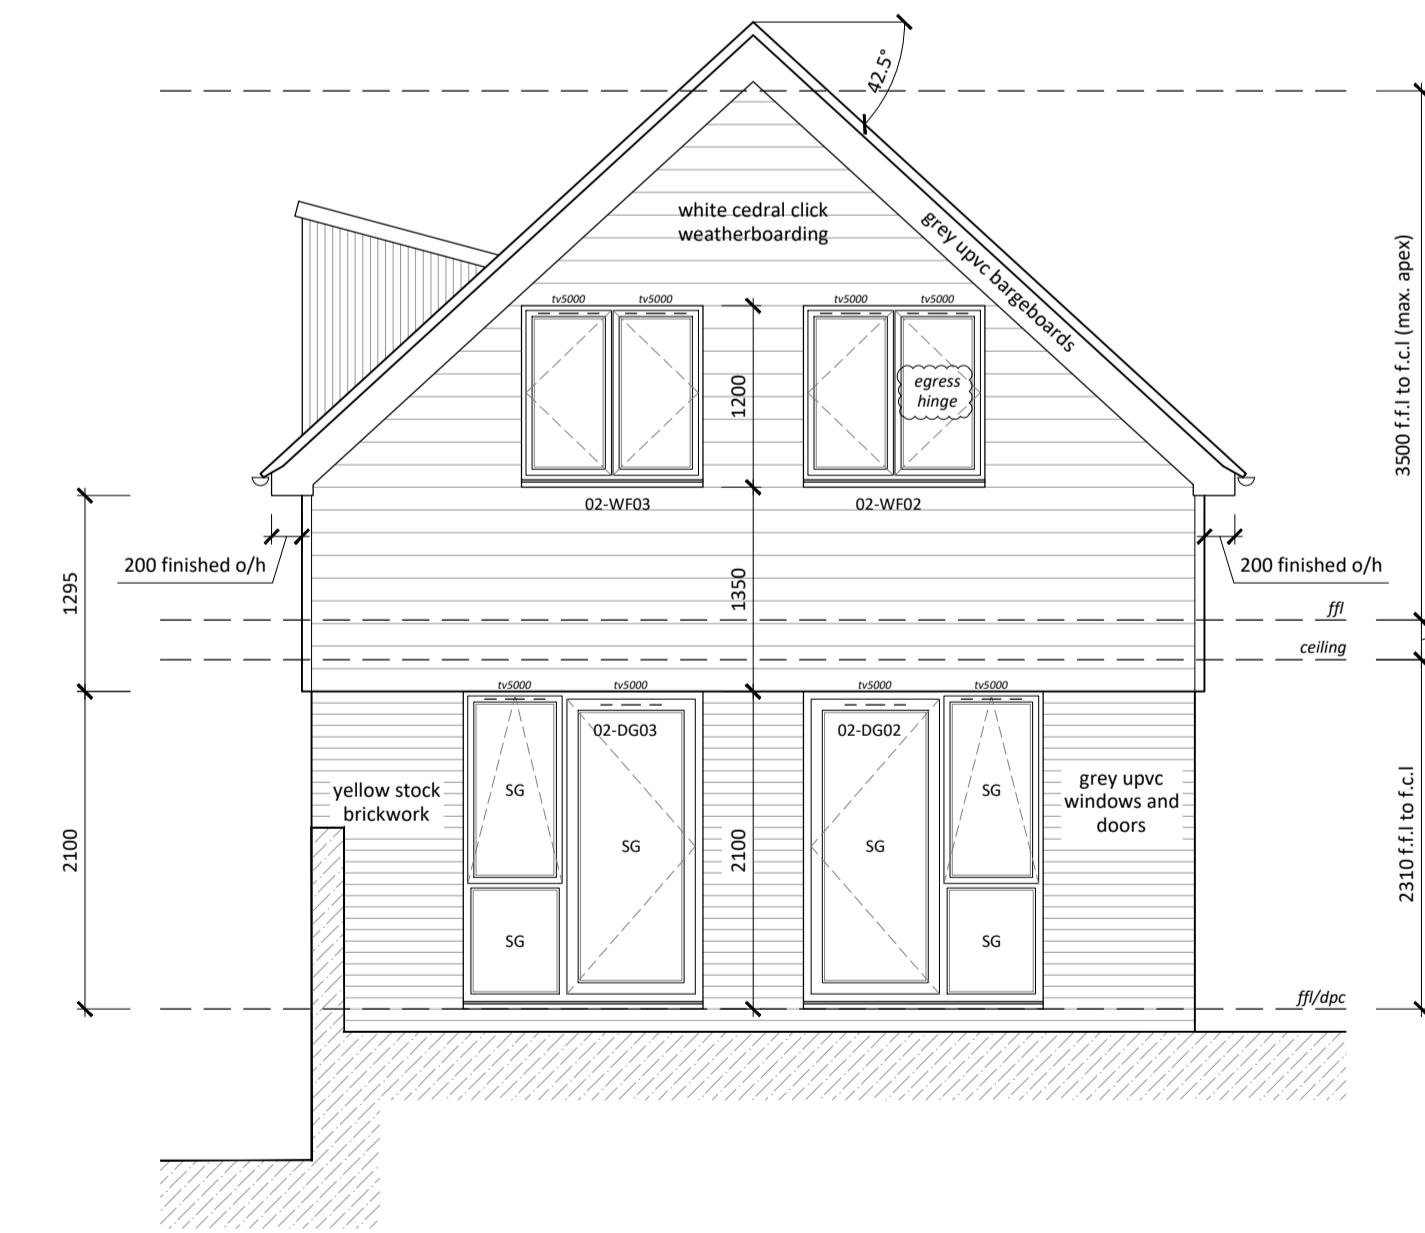 42.5°
white cedral click
weatherboarding
grey upvc bargeboards
3500 f.f.l to f.c.l (max. apex)
tv5000
tv5000
tv5000
tv5000
egress
hinge
1200
02-WF03
02-WF02
200 finished o/h
200 finished o/h
1295
1350
ffl
ceiling
tv5000
tv5000
tv5000
tv5000
02-DG03
02-DG02
yellow stock
brickwork
SG
SG
grey upvc
windows and
doors
2100
SG
2100
SG
2310 f.f.l to f.c.l
SG
SG
ffl/dpc